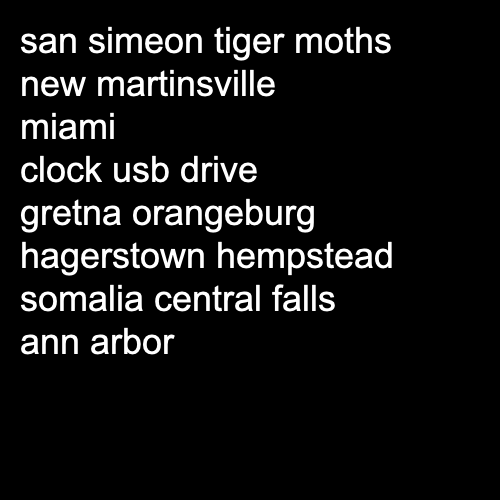 san simeon tiger moths
new martinsville
miami
clock usb drive
gretna orangeburg
hagerstown hempstead
somalia central falls
ann arbor